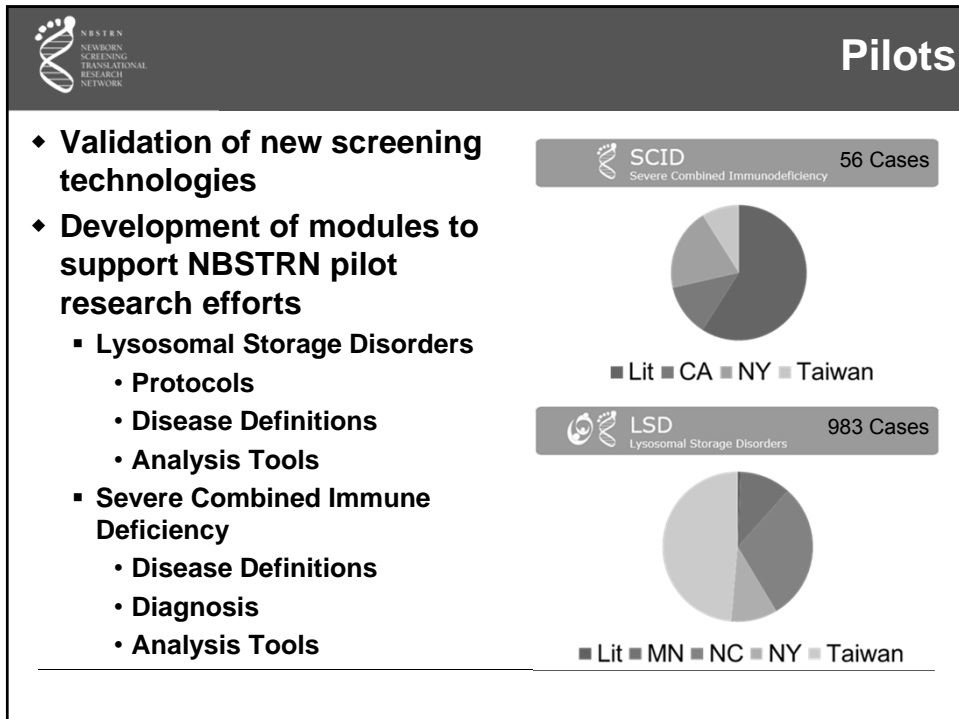 NBSTRN
NEWBORN
SCREENING
TRANSLATIONAL
RESEARCH
NETWORK
Pilots
◆ Validation of new screening
technologies
◆ Development of modules to
support NBSTRN pilot
research efforts
▪ Lysosomal Storage Disorders
• Protocols
• Disease Definitions
• Analysis Tools
▪ Severe Combined Immune
Deficiency
• Disease Definitions
• Diagnosis
• Analysis Tools
SCID 56 Cases
Severe Combined Immunodeficiency
Lit CA NY Taiwan
LSD 983 Cases
Lysosomal Storage Disorders
Lit MN NC NY Taiwan